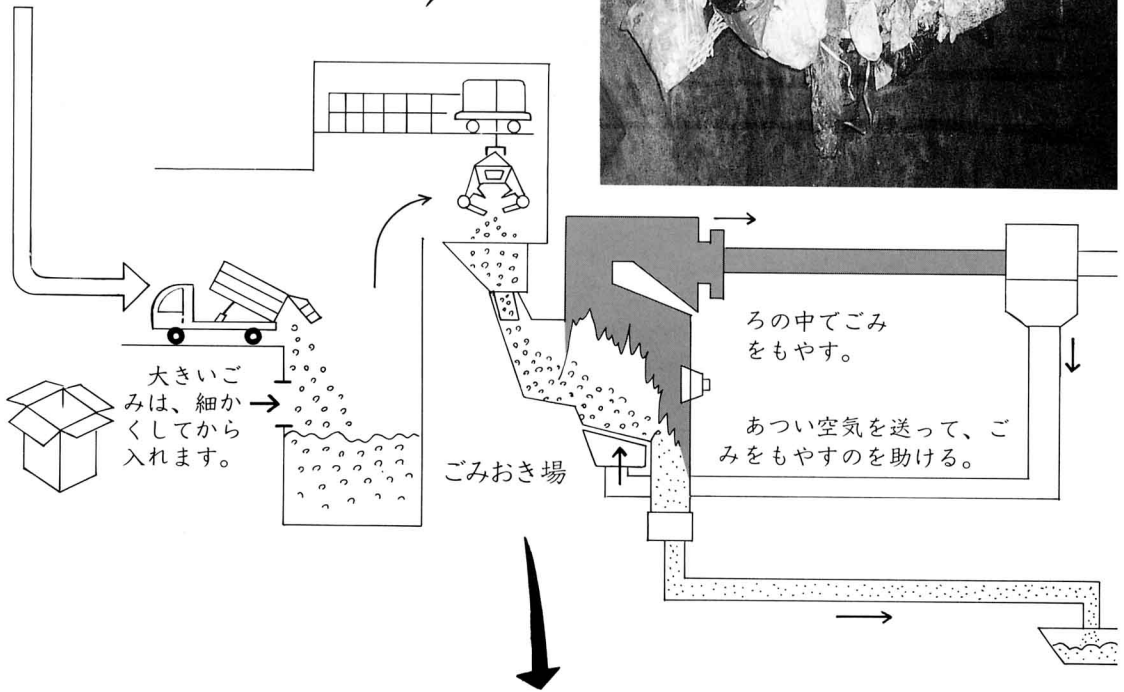 大きいご
みは、細か
くしてから
入れます。
ごみおき場
ろの中でごみ
をもやす。
あつい空気を送って、ご
みをもやすのを助ける。